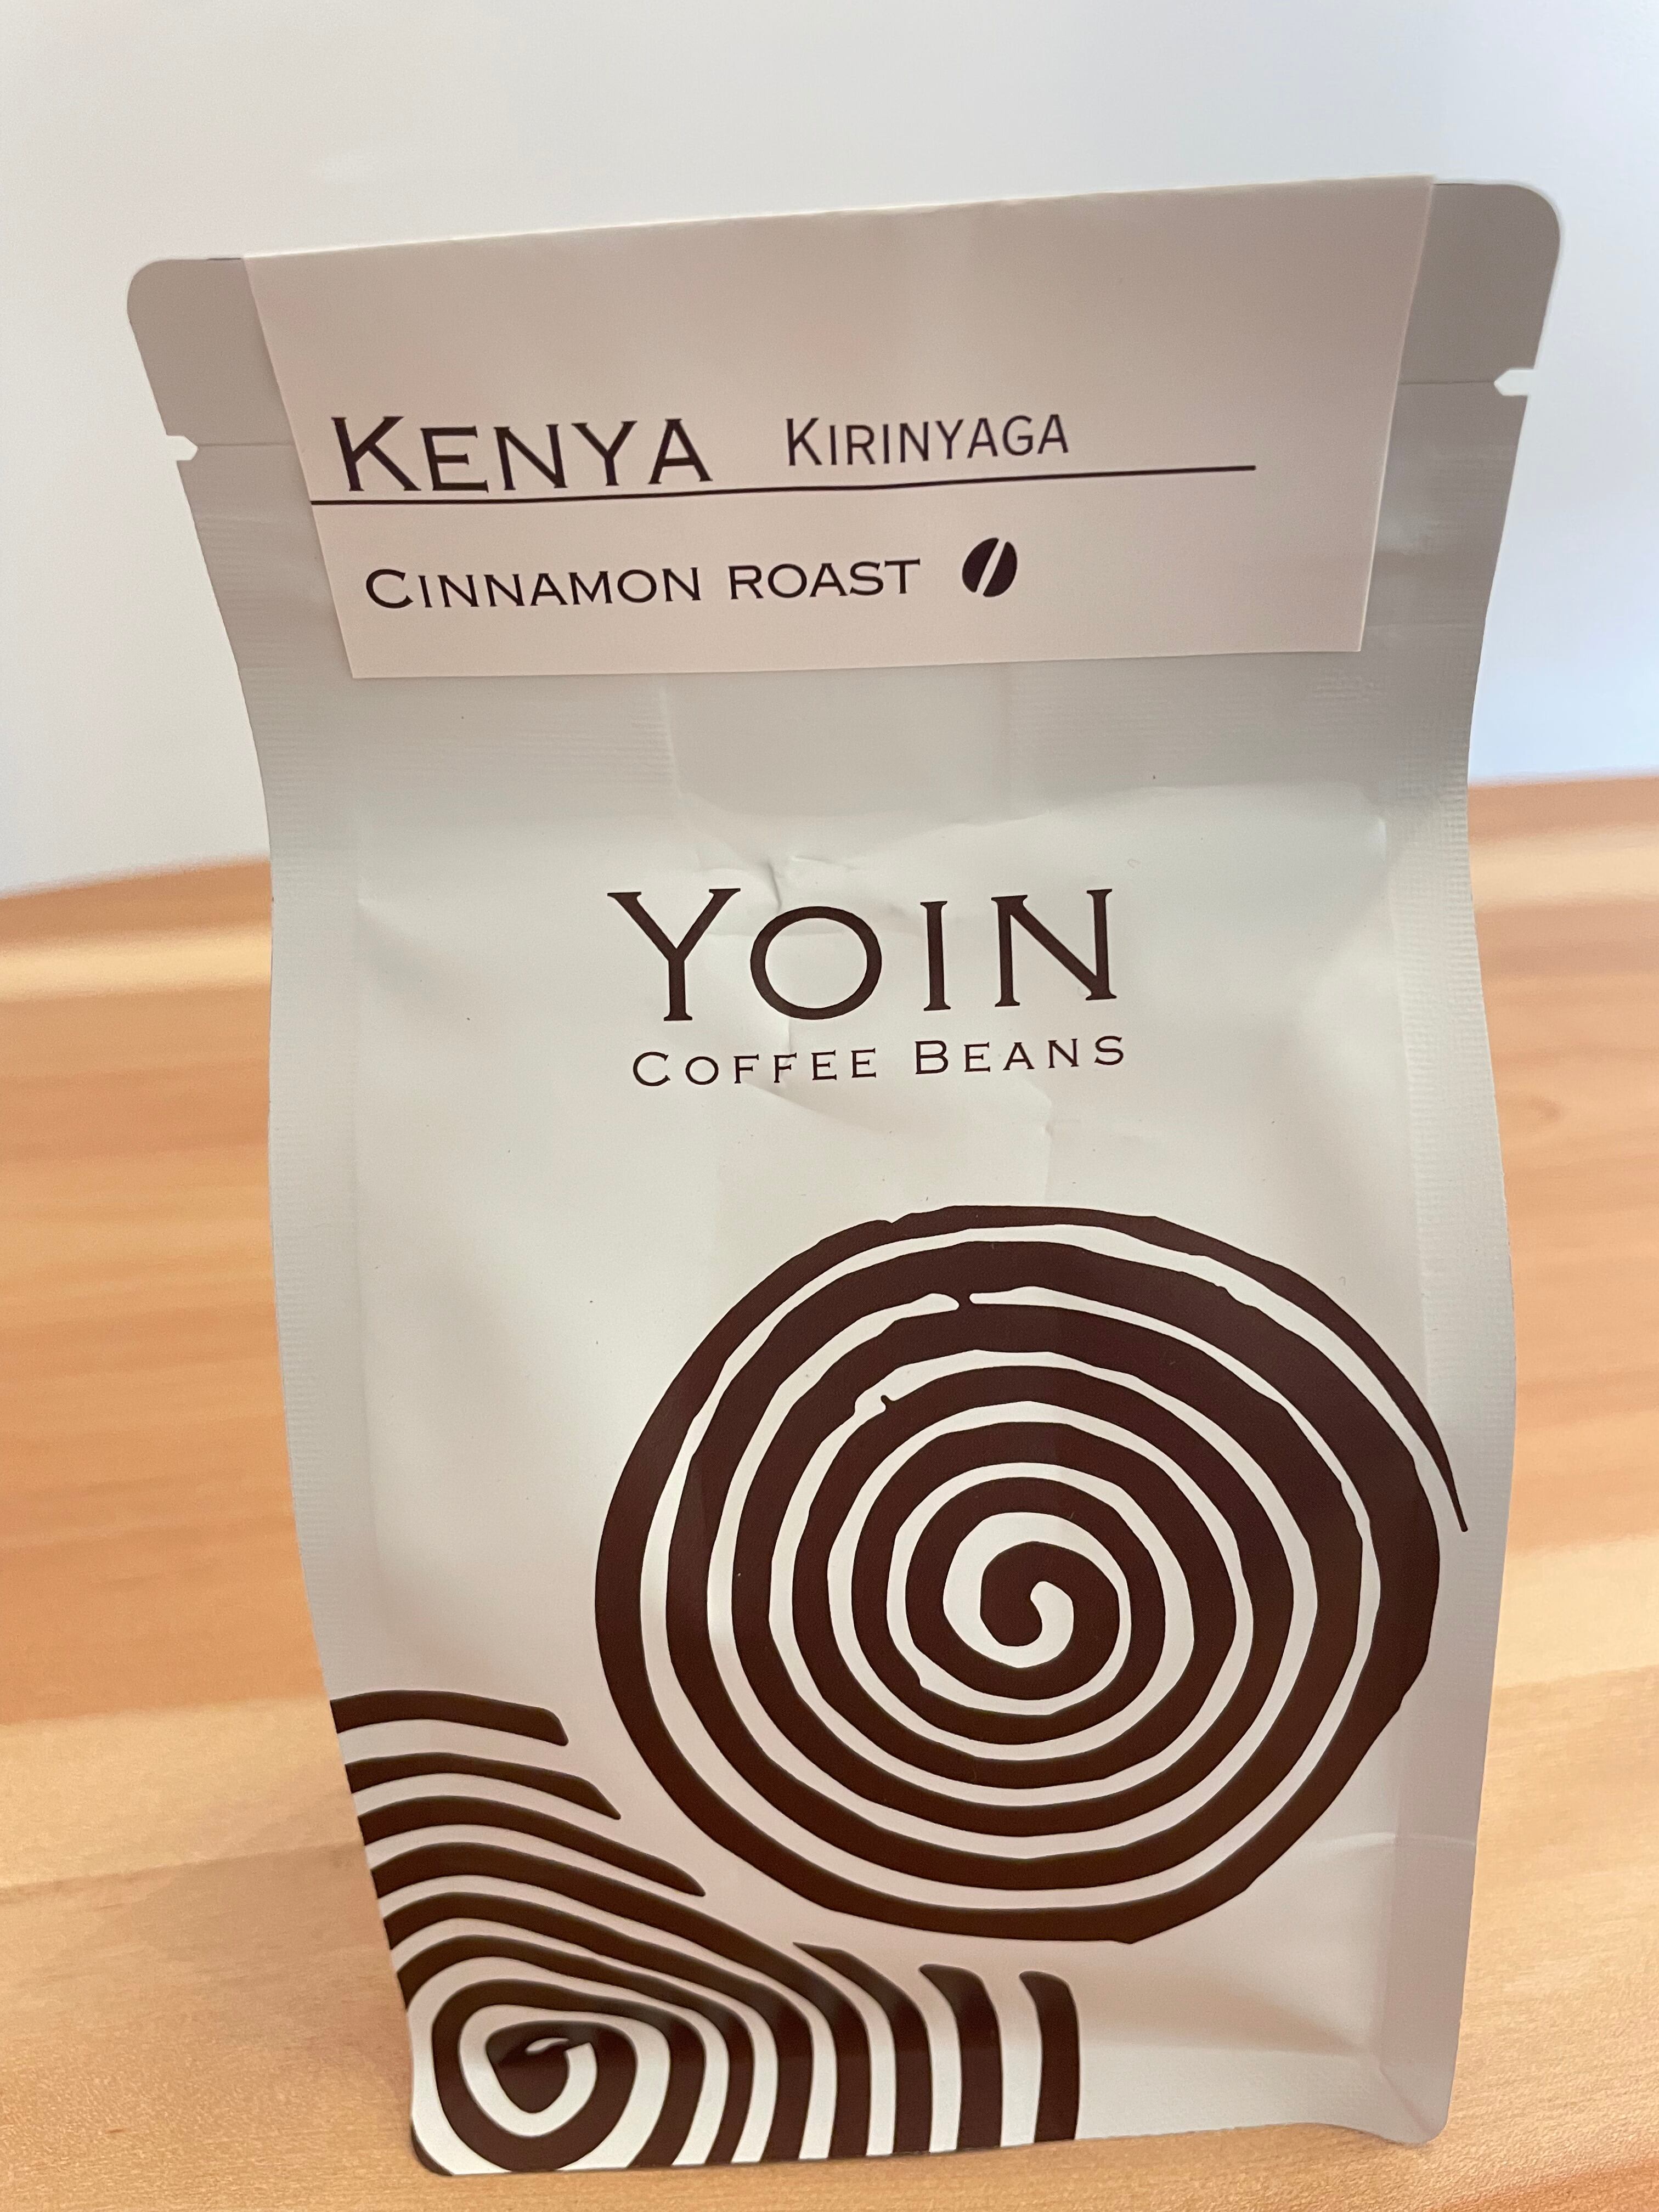 KENYA KIRINYAGA
CINNAMON ROAST
YOIN
COFFEE BEANS